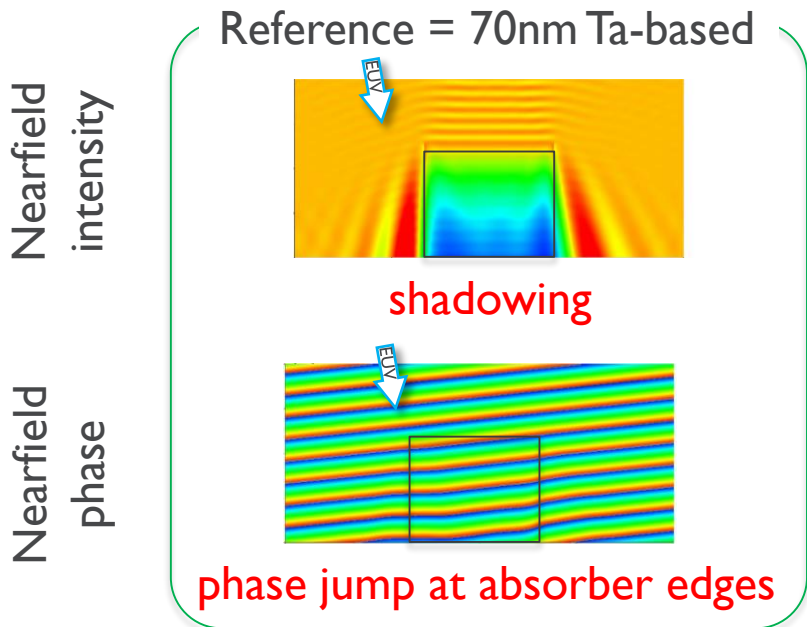 Reference = 70nm Ta-based
Nearfield
intensity
EUV
shadowing
Nearfield
phase
EUV
phase jump at absorber edges